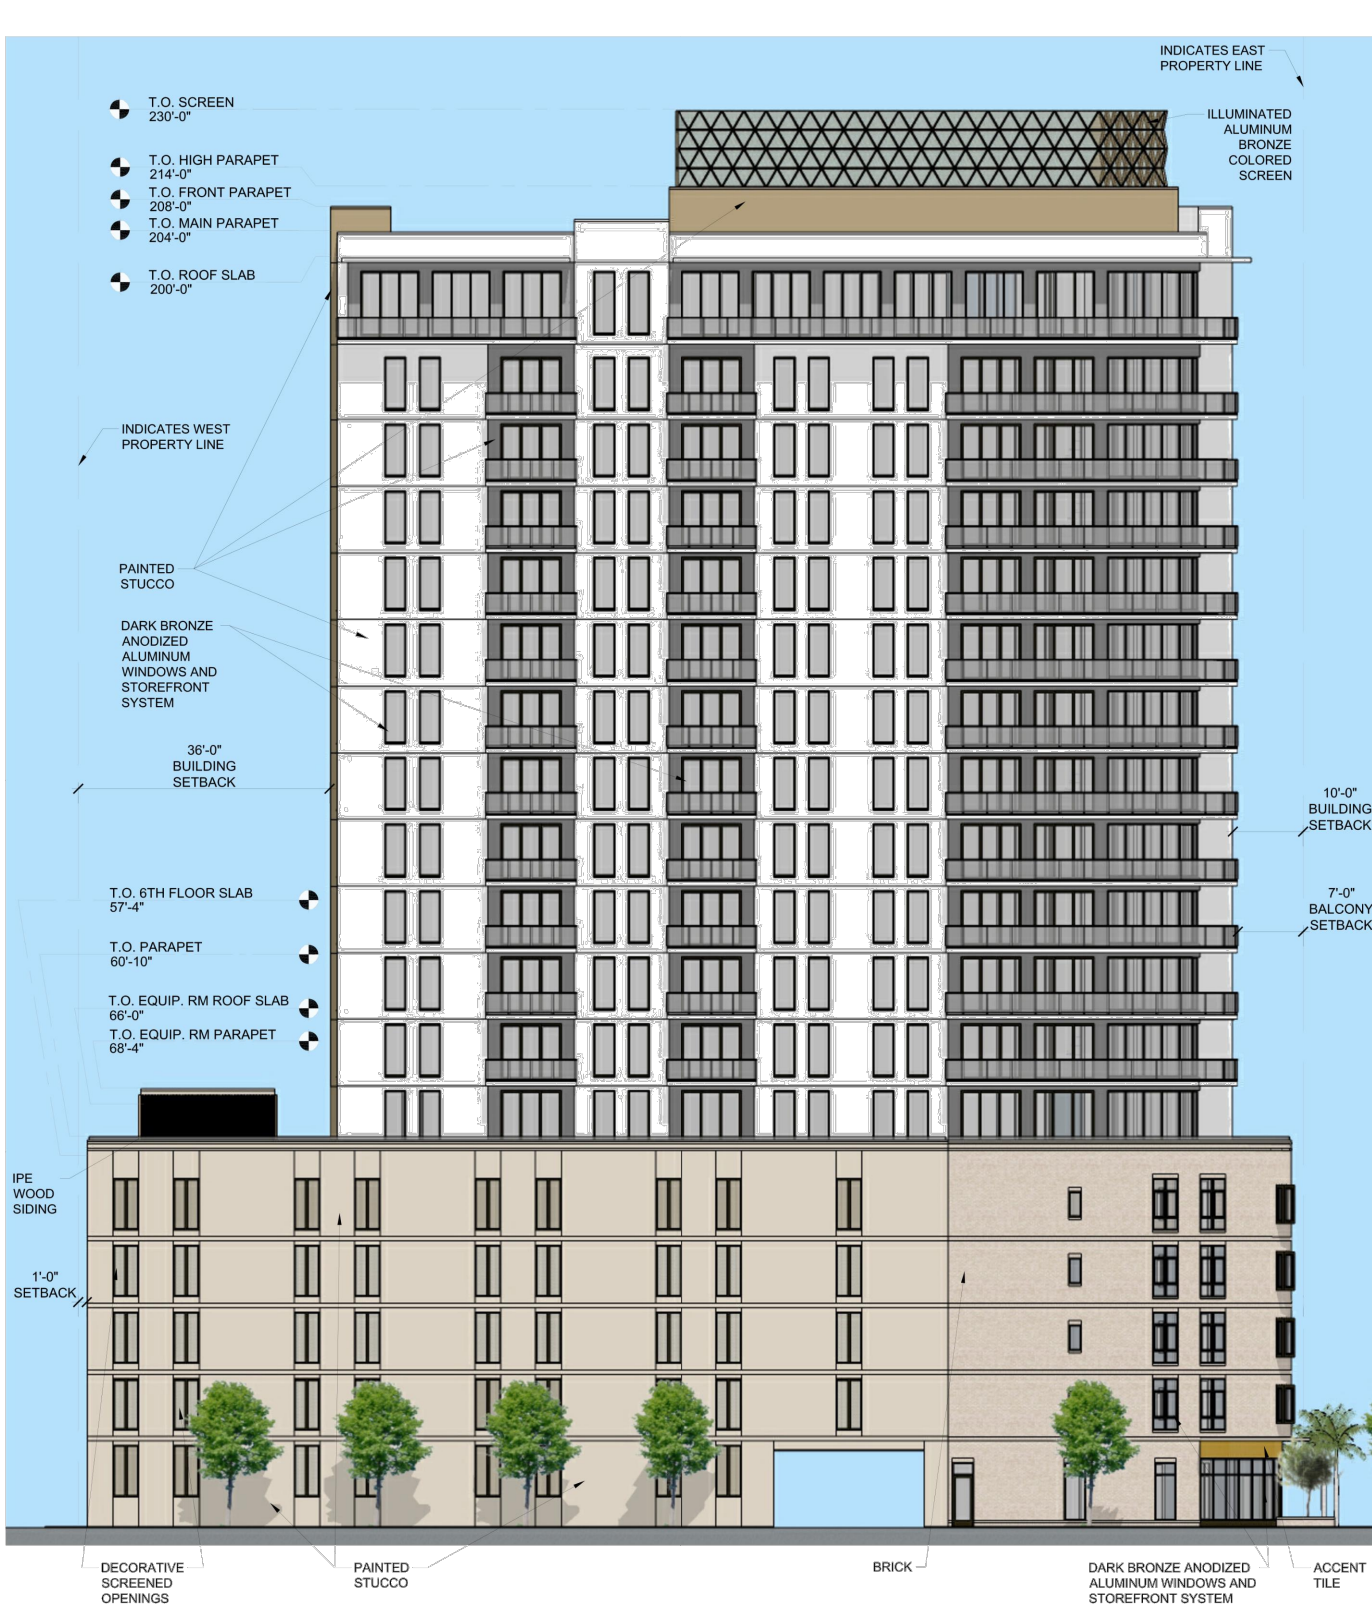 INDICATES EAST
PROPERTY LINE
T.O. SCREEN
230'-0"
ILLUMINATED
ALUMINUM
BRONZE
COLORED
SCREEN
T.O. HIGH PARAPET
214'-0"
T.O. FRONT PARAPET
208'-0"
T.O. MAIN PARAPET
204'-0"
T.O. ROOF SLAB
200'-0"
INDICATES WEST
PROPERTY LINE
PAINTED
STUCCO
DARK BRONZE
ANODIZED
ALUMINUM
WINDOWS AND
STOREFRONT
SYSTEM
36'-0"
BUILDING
SETBACK
10'-0"
BUILDING
SETBACK
T.O. 6TH FLOOR SLAB
57'-4"
7'-0"
BALCONY
SETBACK
T.O. PARAPET
60'-10"
T.O. EQUIP. RM ROOF SLAB
66'-0"
T.O. EQUIP. RM PARAPET
68'-4"
IPE
WOOD
SIDING
1'-0"
SETBACK
DECORATIVE
SCREENED
OPENINGS
PAINTED
STUCCO
BRICK
DARK BRONZE ANODIZED
ALUMINUM WINDOWS AND
STOREFRONT SYSTEM
ACCENT
TILE